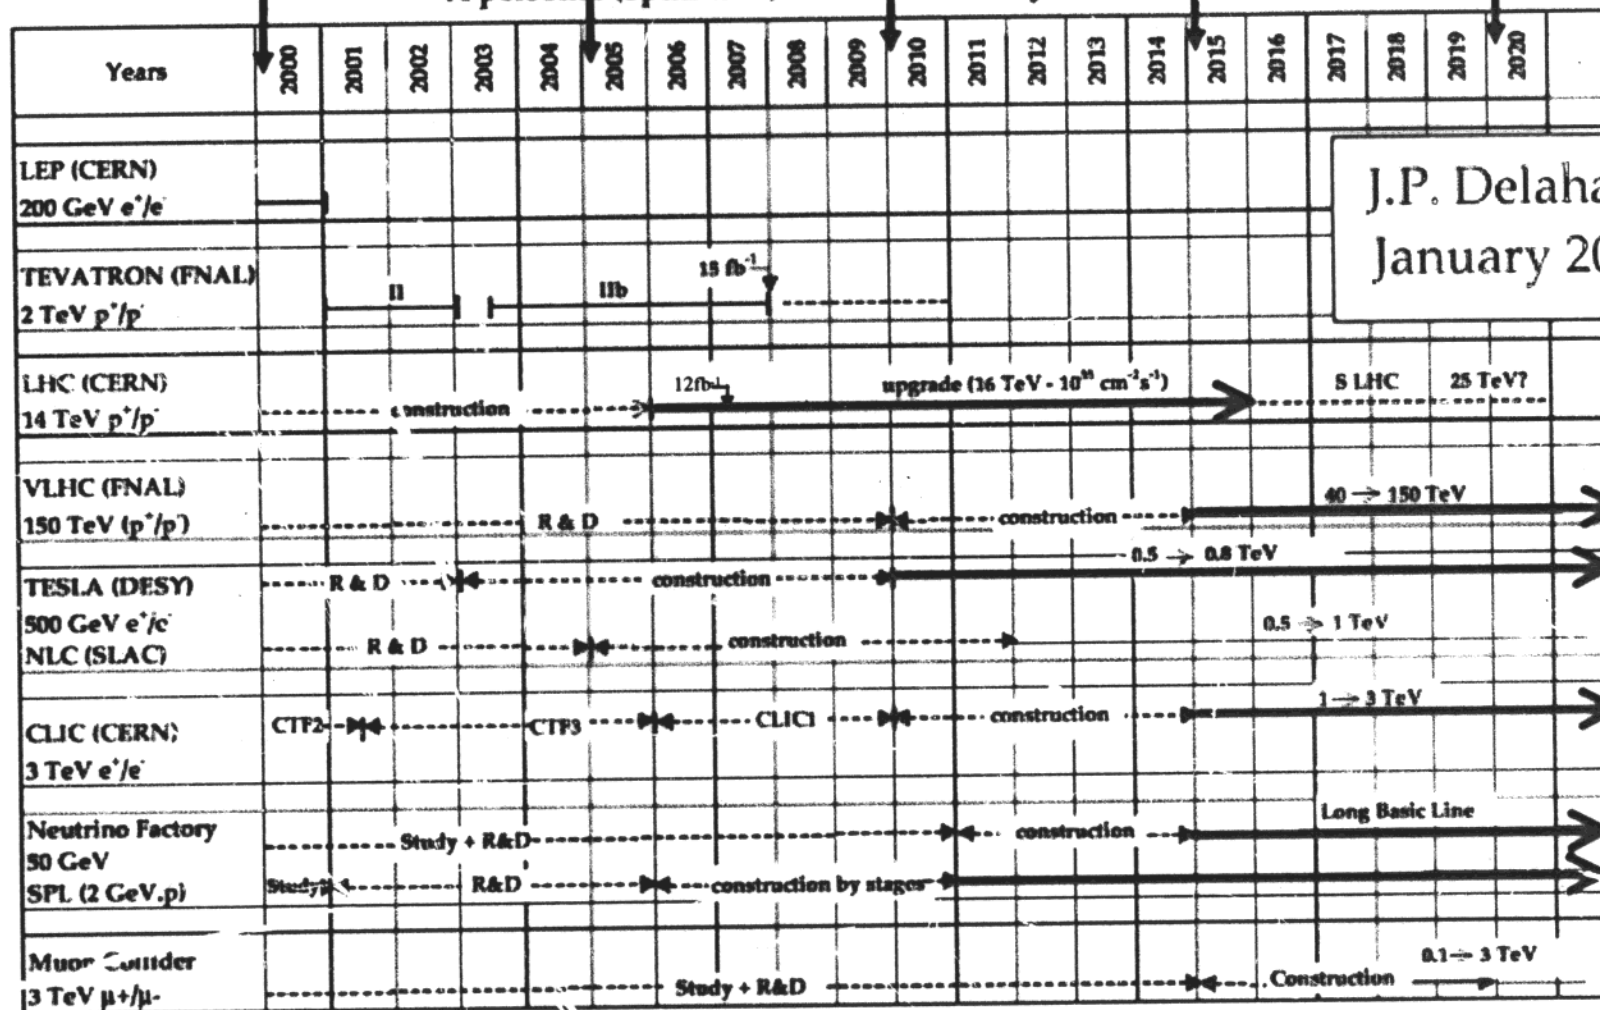 Years 2000 2001 2002 2003 2004 2005 2006 2007 2008 2009 2010 2011 2012 2013 2014 2015 2016 2017 2018 2019 2020
J.P. Delaha
January 20
LEP (CERN)
200 GeV e⁺/e⁻
TEVATRON (FNAL)
15 fb⁻¹
II IIb
2 TeV p⁺/p⁻
LHC (CERN)
12fb⁻¹ upgrade (16 TeV - cm⁻²s⁻¹) S LHC 25 TeV?
14 TeV p⁺/p⁻ construction
VLHC (FNAL)
40 → 150 TeV
150 TeV (p⁺/p⁻) R & D construction
0.5 → 0.8 TeV
TESLA (DESY) R & D construction
500 GeV e⁺/e⁻
0.5 → 1 TeV
NLC (SLAC) R & D construction
1 → 3 TeV
CLIC (CERN) CTF2 CTF3 CLIC1 construction
3 TeV e⁺/e⁻
Long Basic Line
Neutrino Factory Study + R&D construction
50 GeV
SPL (2 GeV.p) Study R&D construction by stages
0.1 → 3 TeV
Muon Collider
3 TeV µ+/µ- Study + R&D Construction